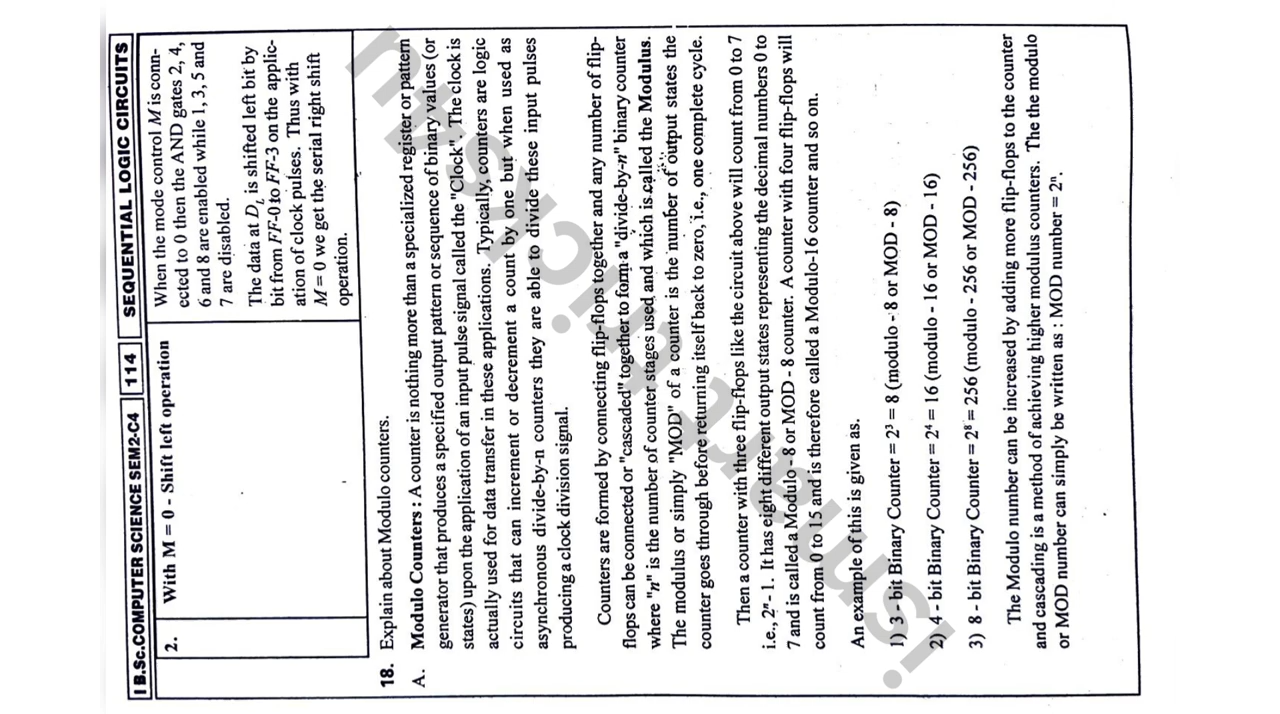 I B.Sc.COMPUTER SCIENCE SEM2-C4 114 SEQUENTIAL LOGIC CIRCUITS
2. With M = 0 - Shift left operation
When the mode control M is conn-
ected to 0 then the AND gates 2, 4,
6 and 8 are enabled while 1, 3, 5 and
7 are disabled.
The data at D_L is shifted left bit by
bit from FF-0 to FF-3 on the applic-
ation of clock pulses. Thus with
M = 0 we get the serial right shift
operation.
18. Explain about Modulo counters.
A. Modulo Counters : A counter is nothing more than a specialized register or pattern
generator that produces a specified output pattern or sequence of binary values (or
states) upon the application of an input pulse signal called the "Clock". The clock is
actually used for data transfer in these applications. Typically, counters are logic
circuits that can increment or decrement a count by one but when used as
asynchronous divide-by-n counters they are able to divide these input pulses
producing a clock division signal.
Counters are formed by connecting flip-flops together and any number of flip-
flops can be connected or "cascaded" together to form a "divide-by-n" binary counter
where "n" is the number of counter stages used and which is called the Modulus.
The modulus or simply "MOD" of a counter is the number of output states the
counter goes through before returning itself back to zero, i.e., one complete cycle.
Then a counter with three flip-flops like the circuit above will count from 0 to 7
i.e., 2ⁿ - 1. It has eight different output states representing the decimal numbers 0 to
7 and is called a Modulo - 8 or MOD - 8 counter. A counter with four flip-flops will
count from 0 to 15 and is therefore called a Modulo-16 counter and so on.
An example of this is given as.
1) 3 - bit Binary Counter = 2³ = 8 (modulo - 8 or MOD - 8)
2) 4 - bit Binary Counter = 2⁴ = 16 (modulo - 16 or MOD - 16)
3) 8 - bit Binary Counter = 2⁸ = 256 (modulo - 256 or MOD - 256)
The Modulo number can be increased by adding more flip-flops to the counter
and cascading is a method of achieving higher modulus counters. The the modulo
or MOD number can simply be written as : MOD number = 2ⁿ.
ismarttricks4u